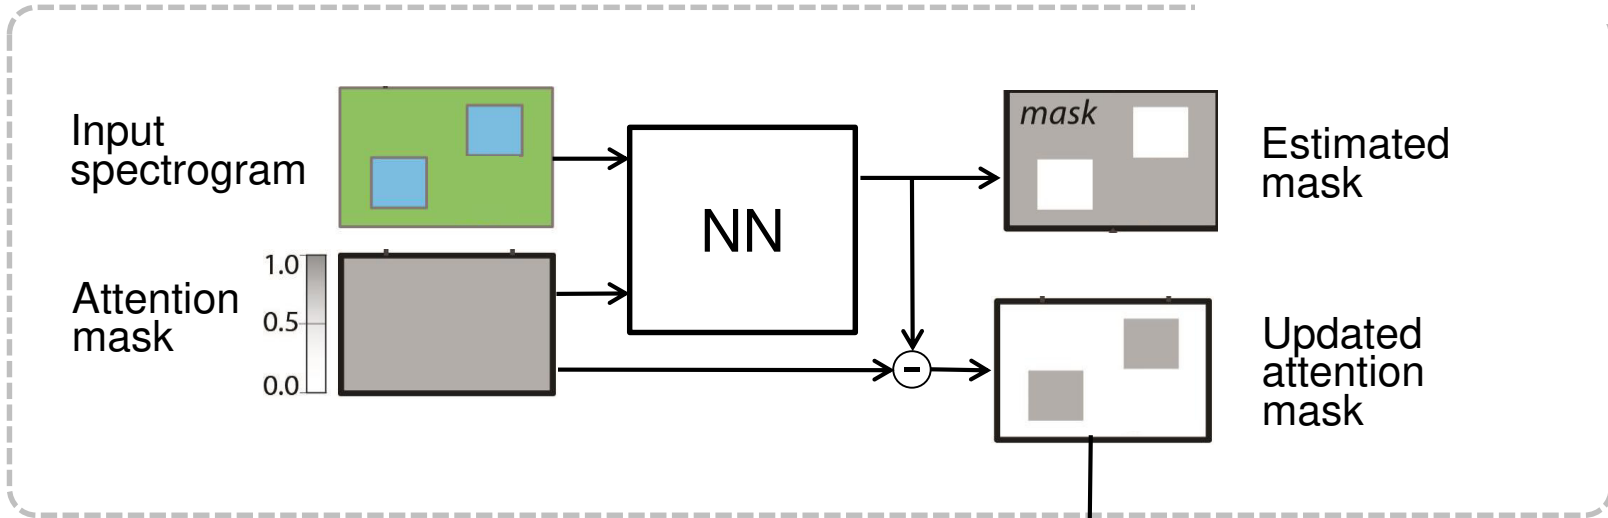 Input
spectrogram
mask
Estimated
mask
NN
Attention
mask
1.0
0.5
0.0
-
Updated
attention
mask